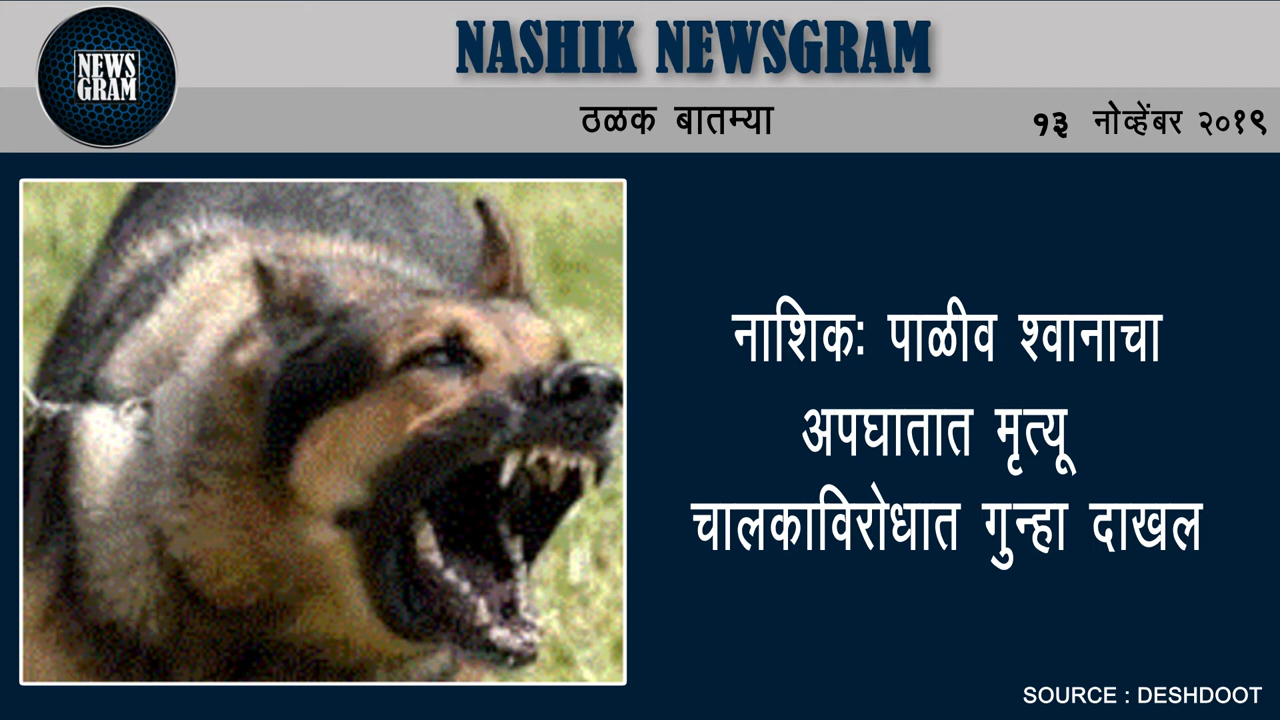 NEWS
GRAM
NASHIK NEWSGRAM
ठळक बातम्या
१३ नोव्हेंबर २०१९
नाशिक: पाळीव श्वानाचा
अपघातात मृत्यू
चालकाविरोधात गुन्हा दाखल
SOURCE : DESHDOOT